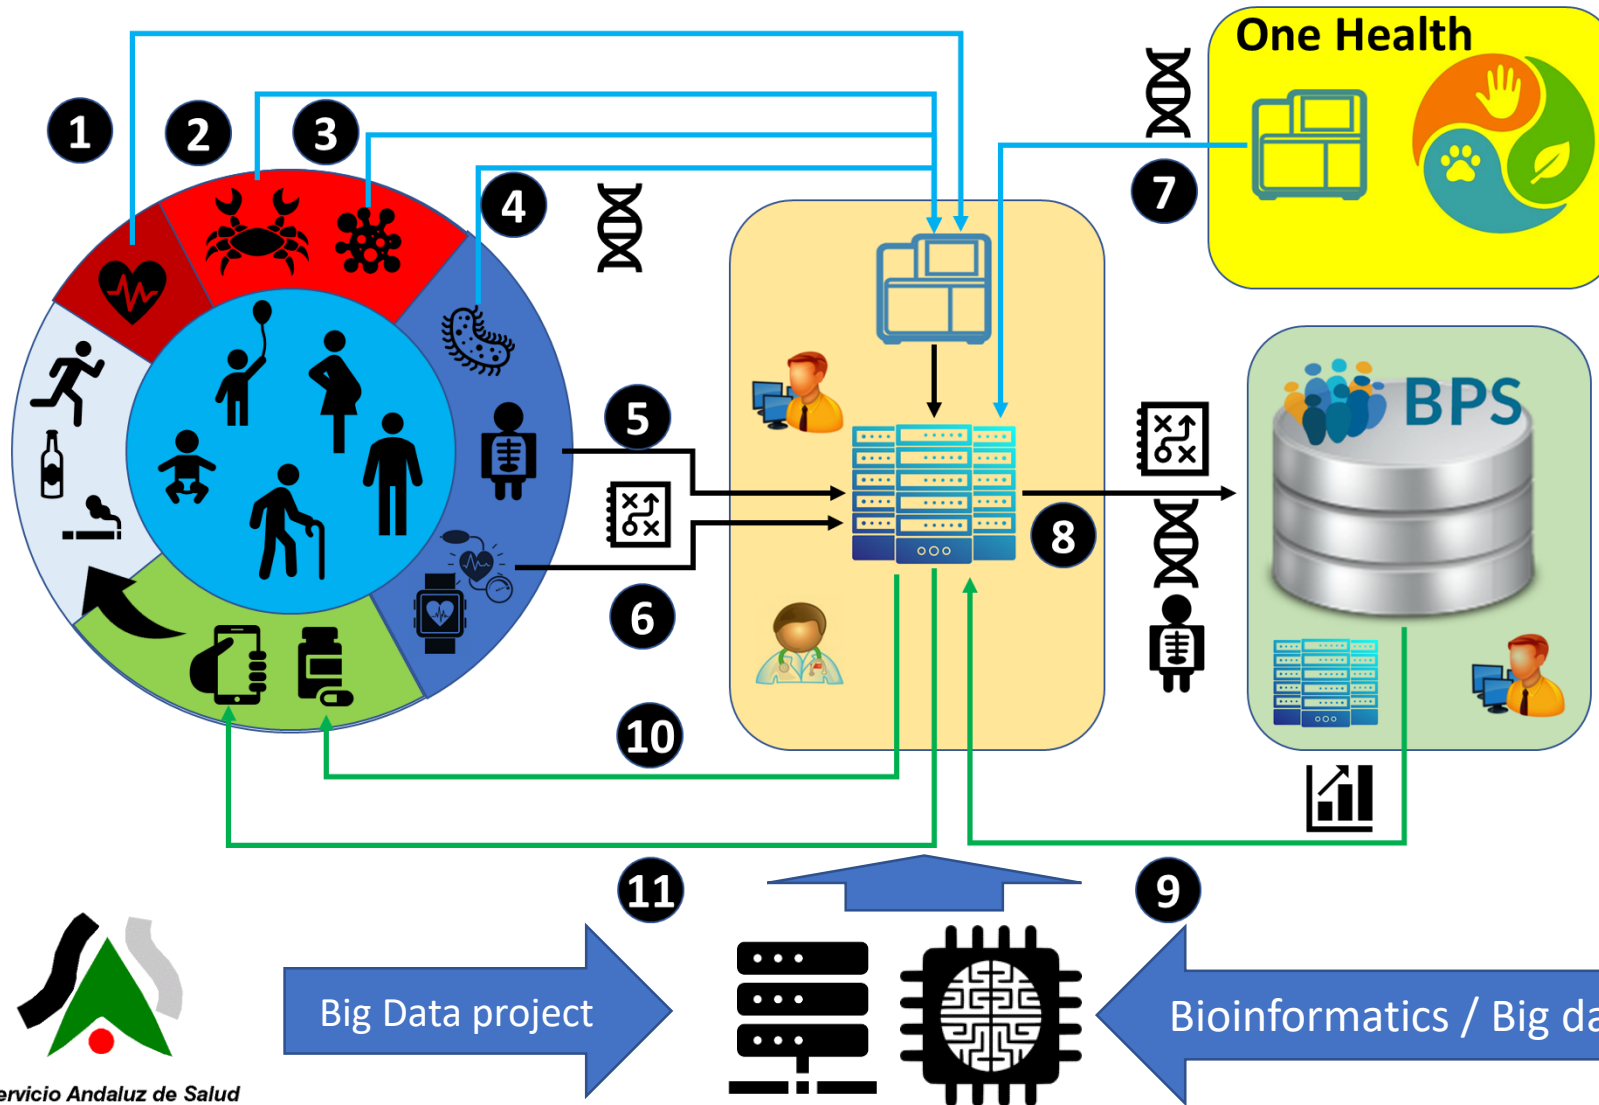 One Health
1
2
3
4
7
BPS
5
8
6
10
11
9
Big Data project
Bioinformatics / Big da
ervicio Andaluz de Salud